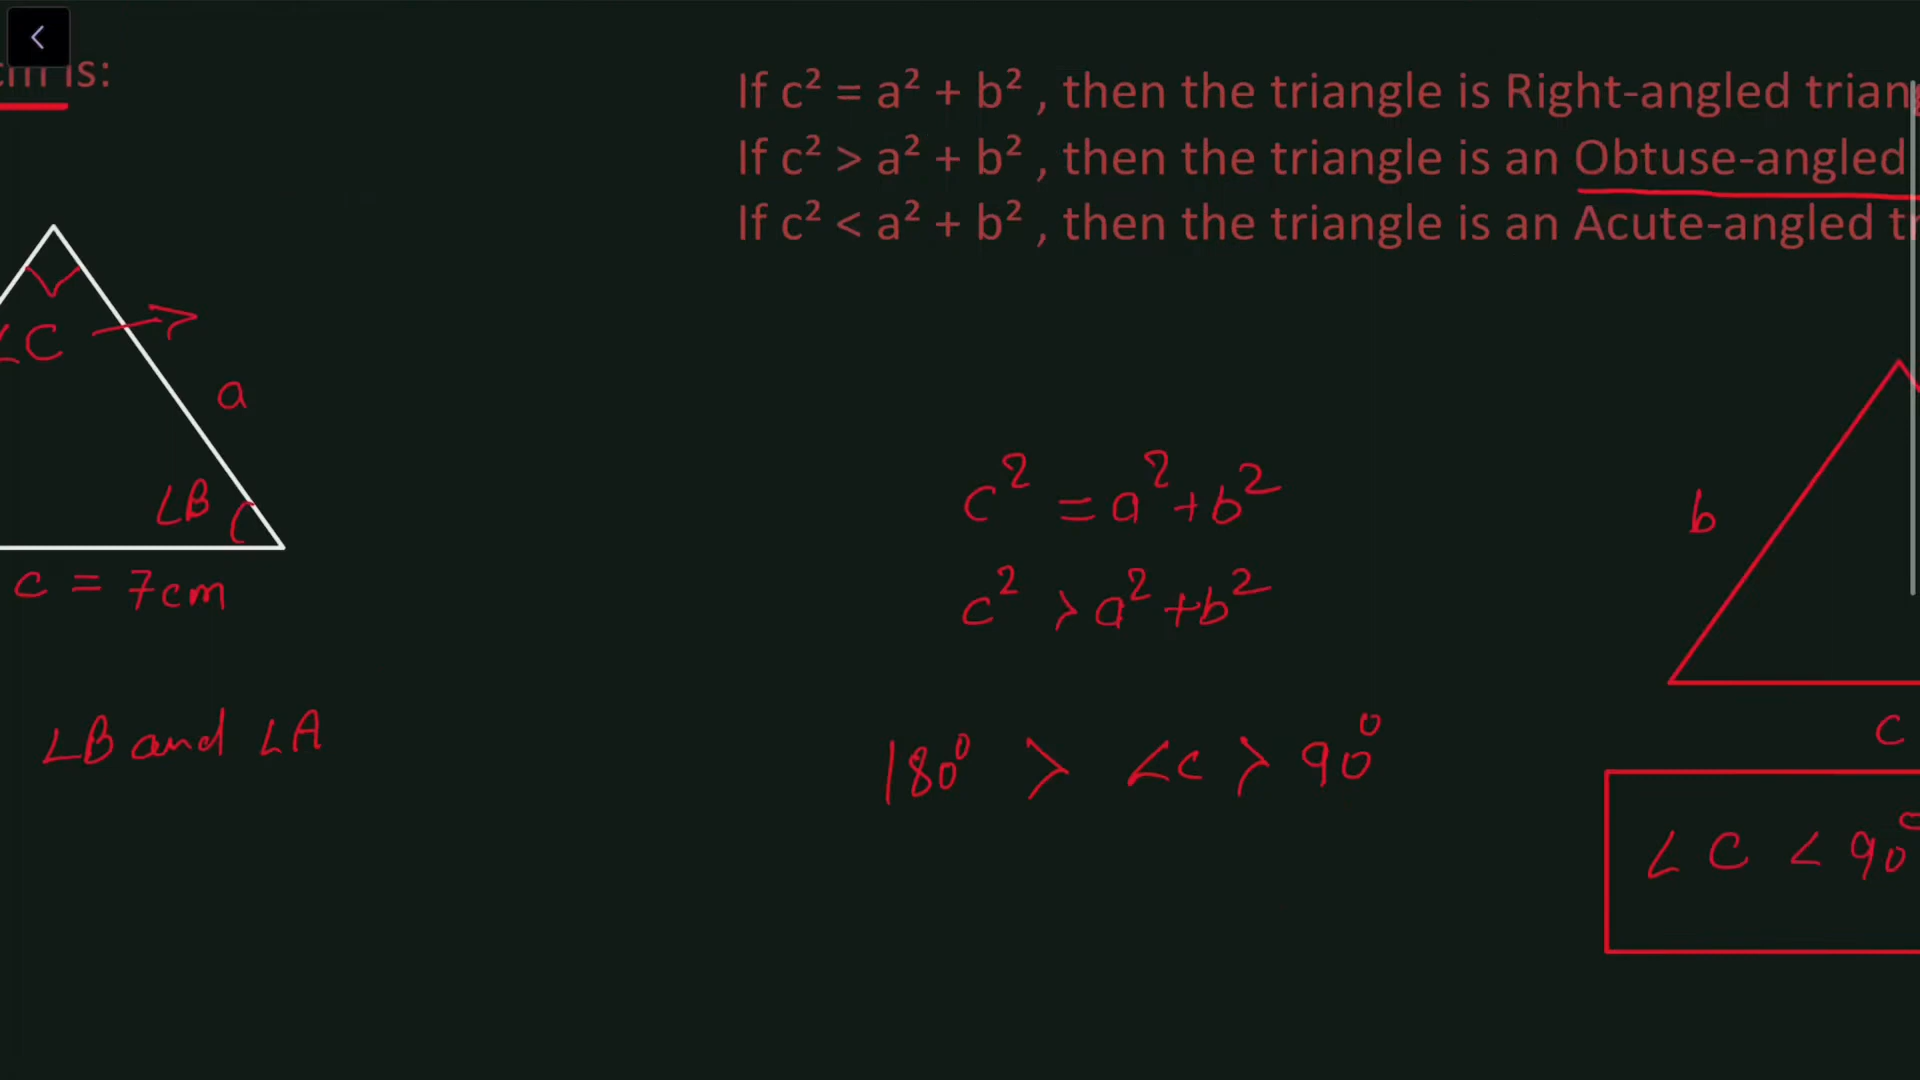 is:
If c² = a² + b² , then the triangle is Right-angled
If c² > a² + b² , then the triangle is an Obtuse-angled
If c² < a² + b² , then the triangle is an Acute-angled
∠C
a
∠B
c = 7cm
c² = a² + b²
c² > a² + b²
b
c
∠B and ∠A
180° > ∠c > 90°
∠C < 90°